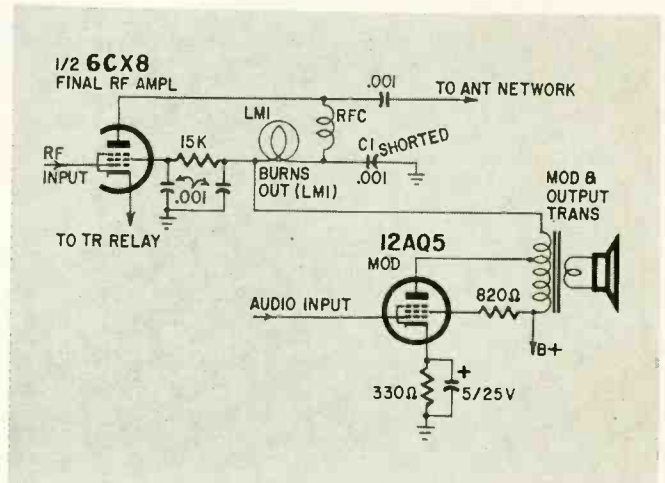 1/2 6CX8
FINAL RF AMPL
.001
TO ANT NETWORK
LM1
RFC
15K
C1 SHORTED
.001
RF
INPUT
BURNS
OUT (LM1)
.001
MOD &
OUTPUT
TRANS
TO TR RELAY
12AQ5
MOD
820Ω
AUDIO INPUT
B+
+
330Ω
5/25V